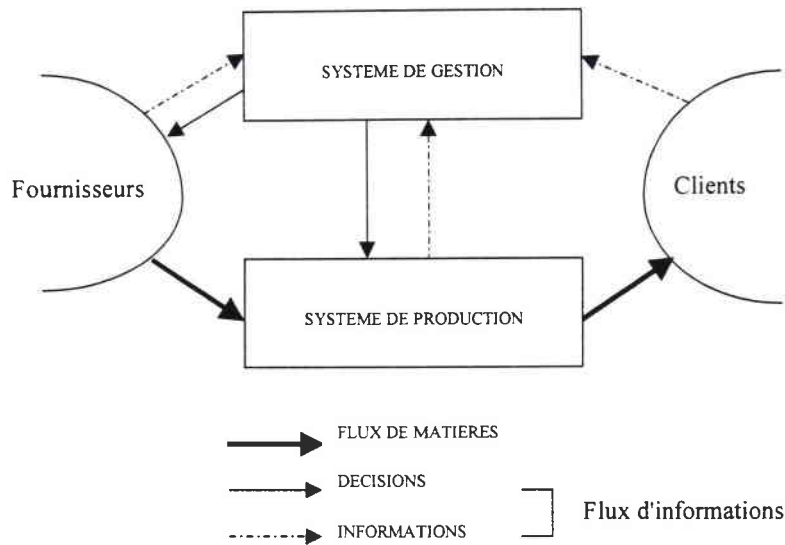 SYSTEME DE GESTION
Fournisseurs
Clients
SYSTEME DE PRODUCTION
FLUX DE MATIERES
DECISIONS
INFORMATIONS
Flux d'informations